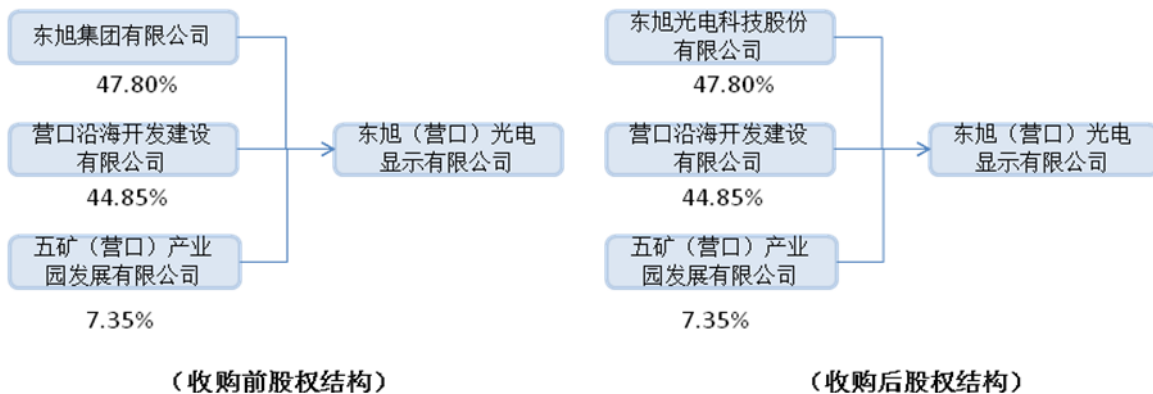 东旭集团有限公司
47.80%
营口沿海开发建设
有限公司
44.85%
五矿（营口）产业
园发展有限公司
7.35%
东旭（营口）光电
显示有限公司
（收购前股权结构）
东旭光电科技股份
有限公司
47.80%
营口沿海开发建设
有限公司
44.85%
五矿（营口）产业
园发展有限公司
7.35%
东旭（营口）光电
显示有限公司
（收购后股权结构）